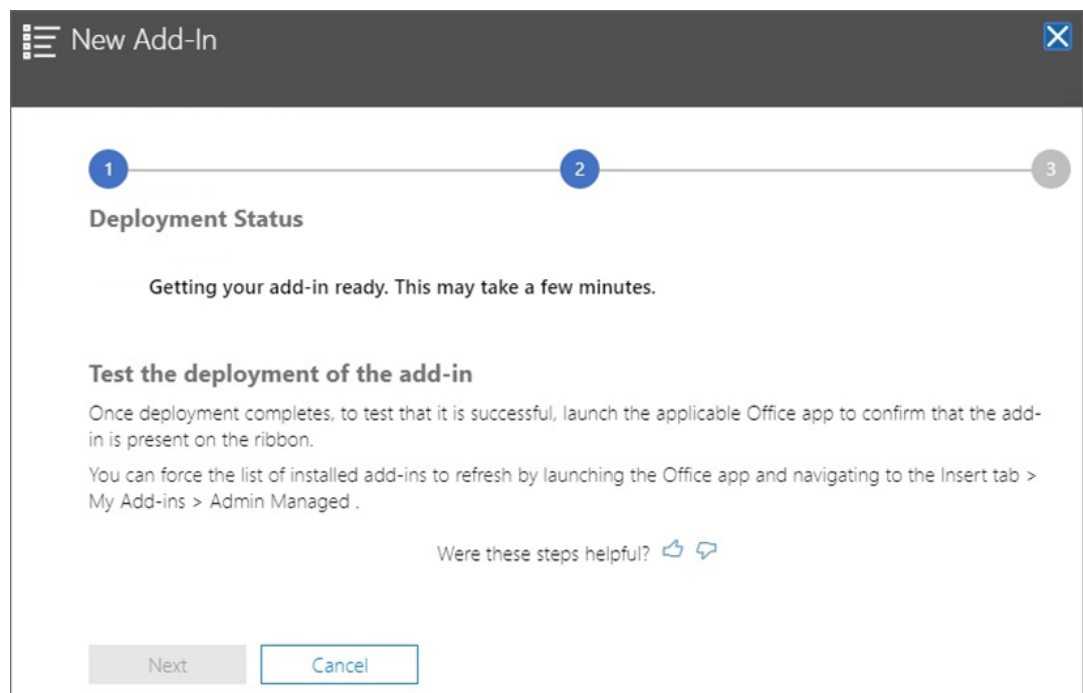 New Add-In
1
2
3
Deployment Status
Getting your add-in ready. This may take a few minutes.
Test the deployment of the add-in
Once deployment completes, to test that it is successful, launch the applicable Office app to confirm that the add-
in is present on the ribbon.
You can force the list of installed add-ins to refresh by launching the Office app and navigating to the Insert tab >
My Add-ins > Admin Managed .
Were these steps helpful?
Next
Cancel